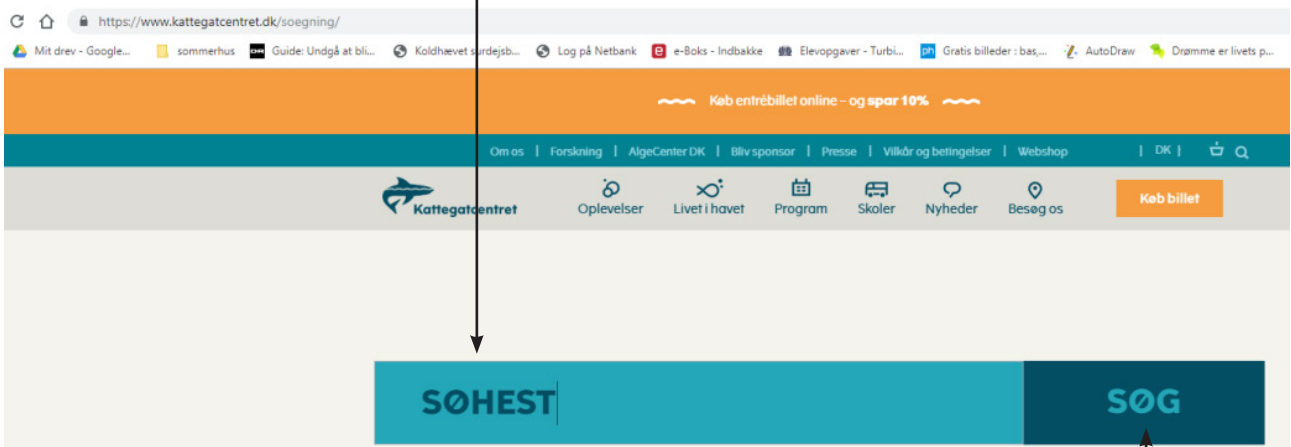 https://www.kattegatcentret.dk/soegning/
Mit drev - Google... sommerhus Guide: Undgå at bli... Koldhævet surdejsb... Log på Netbank e-Boks - Indbakke Elevopgaver - Turbi... ph Gratis billeder : bas,... AutoDraw Drømme er livets p...
Køb entrébillet online – og spar 10%
Om os | Forskning | AlgeCenter DK | Bliv sponsor | Presse | Vilkår og betingelser | Webshop | DK |
Kattegatcentret Oplevelser Livet i havet Program Skoler Nyheder Besøg os Køb billet
SØHEST SØG